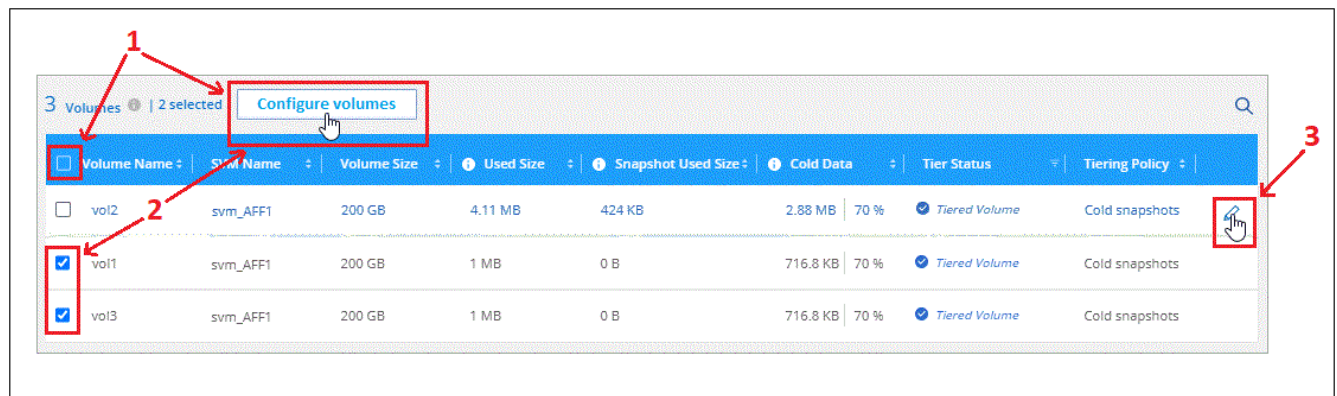 1
3 Volumes | 2 selected Configure volumes
3
Volume Name SVM Name Volume Size Used Size Snapshot Used Size Cold Data Tier Status Tiering Policy
2
vol2 svm_AFF1 200 GB 4.11 MB 424 KB 2.88 MB 70 % Tiered Volume Cold snapshots
vol1 svm_AFF1 200 GB 1 MB 0 B 716.8 KB 70 % Tiered Volume Cold snapshots
vol3 svm_AFF1 200 GB 1 MB 0 B 716.8 KB 70 % Tiered Volume Cold snapshots